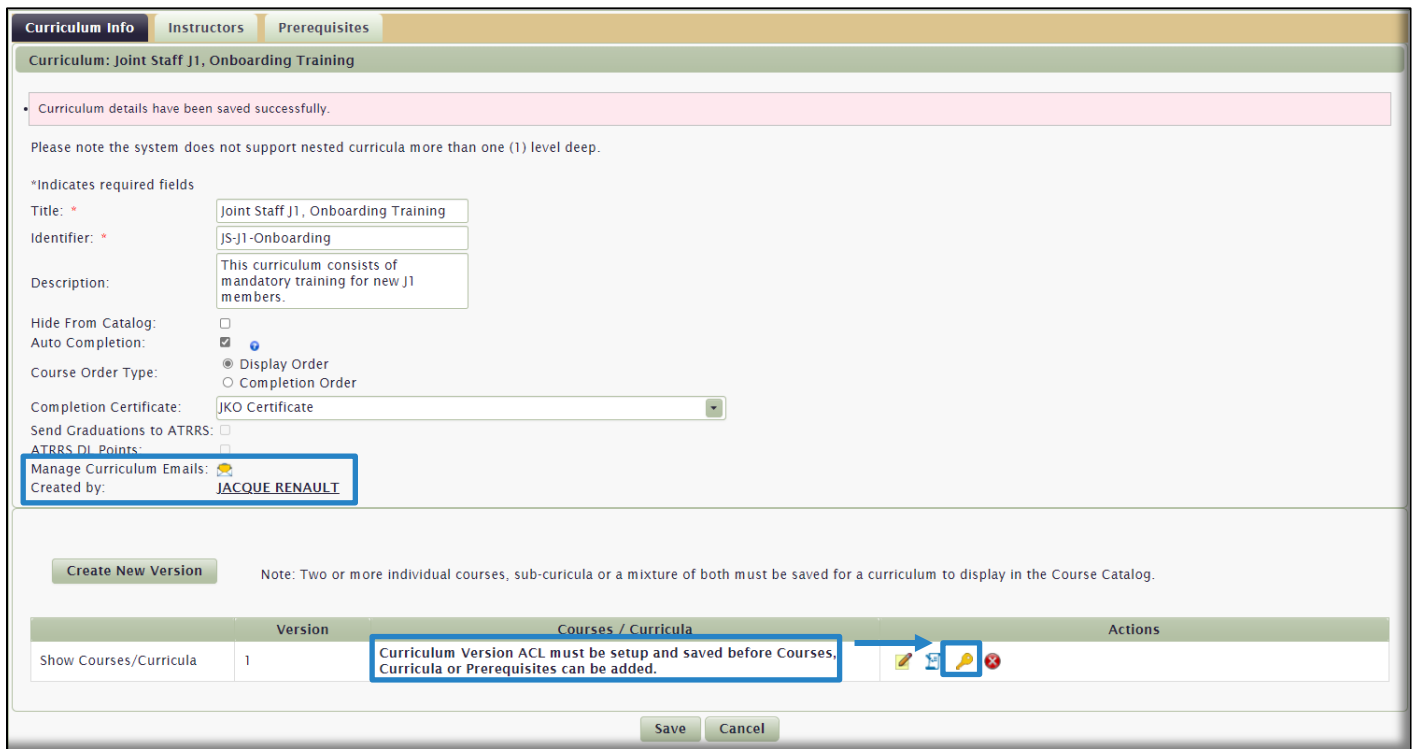 Curriculum Info Instructors Prerequisites
Curriculum: Joint Staff J1, Onboarding Training
Curriculum details have been saved successfully.
Please note the system does not support nested curricula more than one (1) level deep.
*Indicates required fields
Title: * Joint Staff J1, Onboarding Training
Identifier: * JS-J1-Onboarding
Description: This curriculum consists of
mandatory training for new J1
members.
Hide From Catalog:
Auto Completion:
Course Order Type: Display Order
Completion Order
Completion Certificate: JKO Certificate
Send Graduations to ATRRS:
ATRRS DL Points:
Manage Curriculum Emails:
Created by: JACQUE RENAULT
Create New Version Note: Two or more individual courses, sub-curicula or a mixture of both must be saved for a curriculum to display in the Course Catalog.
Version Courses / Curricula Actions
Show Courses/Curricula 1 Curriculum Version ACL must be setup and saved before Courses,
Curricula or Prerequisites can be added.
Save Cancel